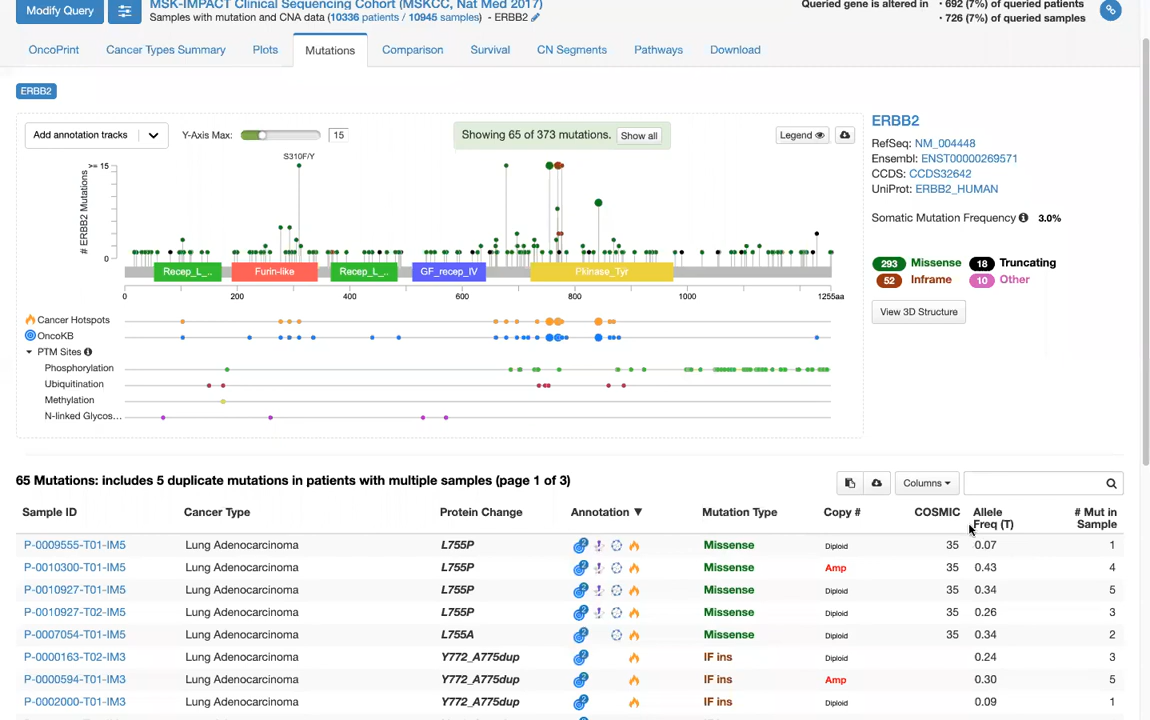 Modify Query
MSK-IMPACT Clinical Sequencing Cohort (MSKCC, Nat Med 2017)
Samples with mutation and CNA data (10336 patients / 10945 samples) - ERBB2
Queried gene is altered in
• 692 (7%) of queried patients
• 726 (7%) of queried samples
OncoPrint Cancer Types Summary Plots Mutations Comparison Survival CN Segments Pathways Download
ERBB2
Add annotation tracks
Y-Axis Max: 15
Showing 65 of 373 mutations. Show all
Legend
S310F/Y
>= 15
# ERBB2 Mutations
0
Recep_L_.. Furin-like Recep_L_.. GF_recep_IV Pkinase_Tyr
0 200 400 600 800 1000 1255aa
Cancer Hotspots
OncoKB
PTM Sites
Phosphorylation
Ubiquitination
Methylation
N-linked Glycos...
ERBB2
RefSeq: NM_004448
Ensembl: ENST00000269571
CCDS: CCDS32642
UniProt: ERBB2_HUMAN
Somatic Mutation Frequency 3.0%
293 Missense 18 Truncating
52 Inframe 10 Other
View 3D Structure
65 Mutations: includes 5 duplicate mutations in patients with multiple samples (page 1 of 3)
Columns
Sample ID Cancer Type Protein Change Annotation ▼ Mutation Type Copy # COSMIC Allele Freq (T) # Mut in Sample
P-0009555-T01-IM5 Lung Adenocarcinoma L755P 2 Missense Diploid 35 0.07 1
P-0010300-T01-IM5 Lung Adenocarcinoma L755P 2 Missense Amp 35 0.43 4
P-0010927-T01-IM5 Lung Adenocarcinoma L755P 2 Missense Diploid 35 0.34 5
P-0010927-T02-IM5 Lung Adenocarcinoma L755P 2 Missense Diploid 35 0.26 3
P-0007054-T01-IM5 Lung Adenocarcinoma L755A 2 Missense Diploid 35 0.34 2
P-0000163-T02-IM3 Lung Adenocarcinoma Y772_A775dup 2 IF ins Diploid 0.24 3
P-0000594-T01-IM3 Lung Adenocarcinoma Y772_A775dup 2 IF ins Amp 0.30 5
P-0002000-T01-IM3 Lung Adenocarcinoma Y772_A775dup 2 IF ins Diploid 0.09 1